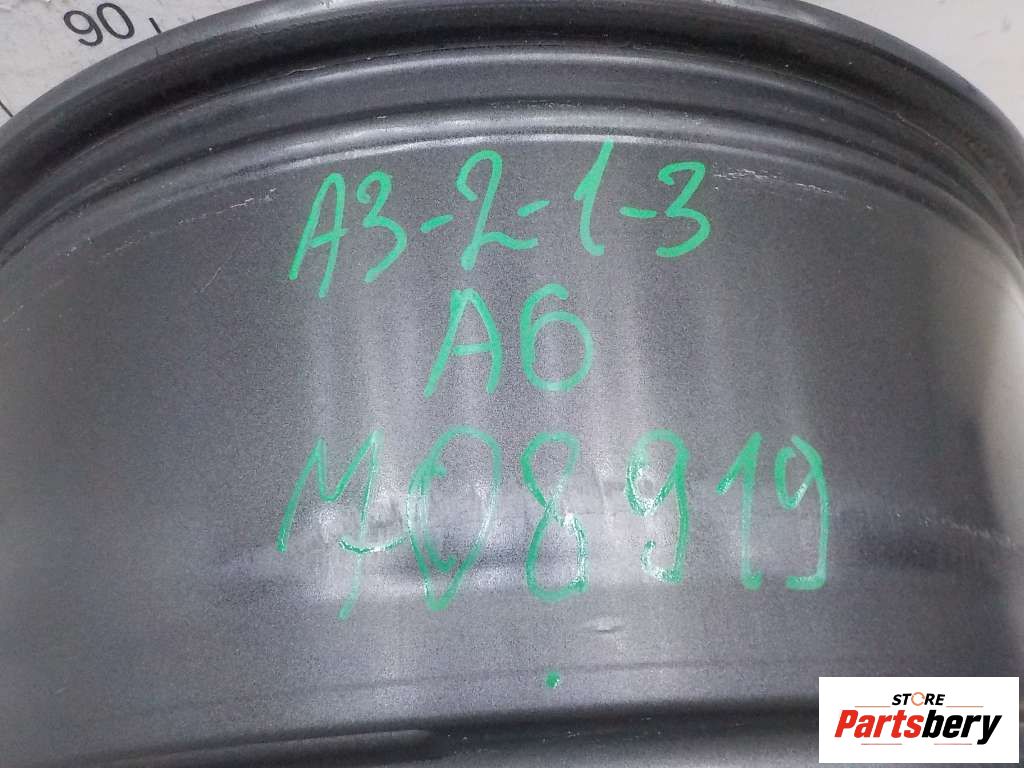 90
A3-2-1-3
A6
M08919
STORE
Partsbery